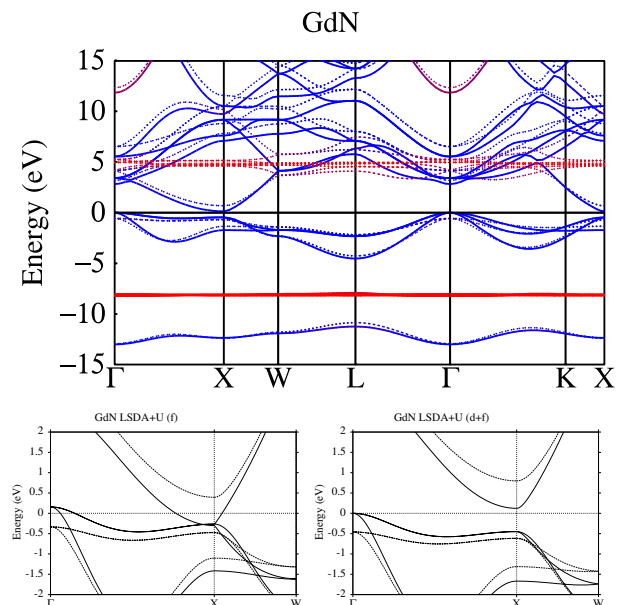 GdN
15
10
5
0
−5
−10
−15
Energy (eV)
Γ X W L Γ K X
GdN LSDA+U (f)
2
1.5
1
0.5
0
-0.5
-1
-1.5
-2
Energy (eV)
Γ X W
GdN LSDA+U (d+f)
2
1.5
1
0.5
0
-0.5
-1
-1.5
-2
Energy (eV)
Γ X W